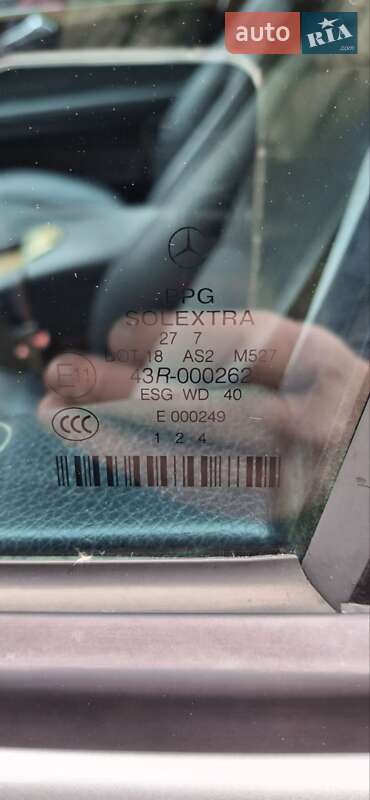 auto RIA .com
PPG
SOLEXTRA
27 7
DOT 18 AS2 M527
E11 43R-000262
ESG WD 40
CCC E 000249
1 2 4